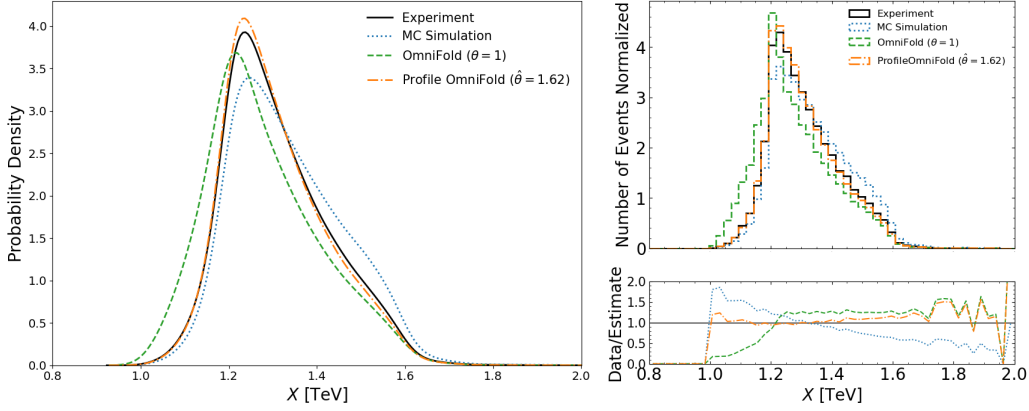 4.0
3.5
3.0
2.5
2.0
1.5
1.0
0.5
0.0
Probability Density
Experiment
MC Simulation
OmniFold (θ = 1)
Profile OmniFold (θ̂ = 1.62)
0.8 1.0 1.2 1.4 1.6 1.8 2.0
X [TeV]
4
3
2
1
0
Number of Events Normalized
Experiment
MC Simulation
OmniFold (θ = 1)
ProfileOmniFold (θ̂ = 1.62)
2.0
1.5
1.0
0.5
0.0
Data/Estimate
0.8 1.0 1.2 1.4 1.6 1.8 2.0
X [TeV]